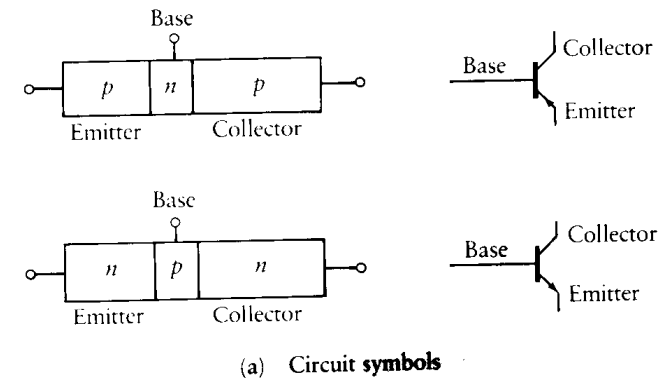 Base
p n p
Emitter Collector
Collector
Base
Emitter
Base
n p n
Emitter Collector
Collector
Base
Emitter
(a) Circuit symbols